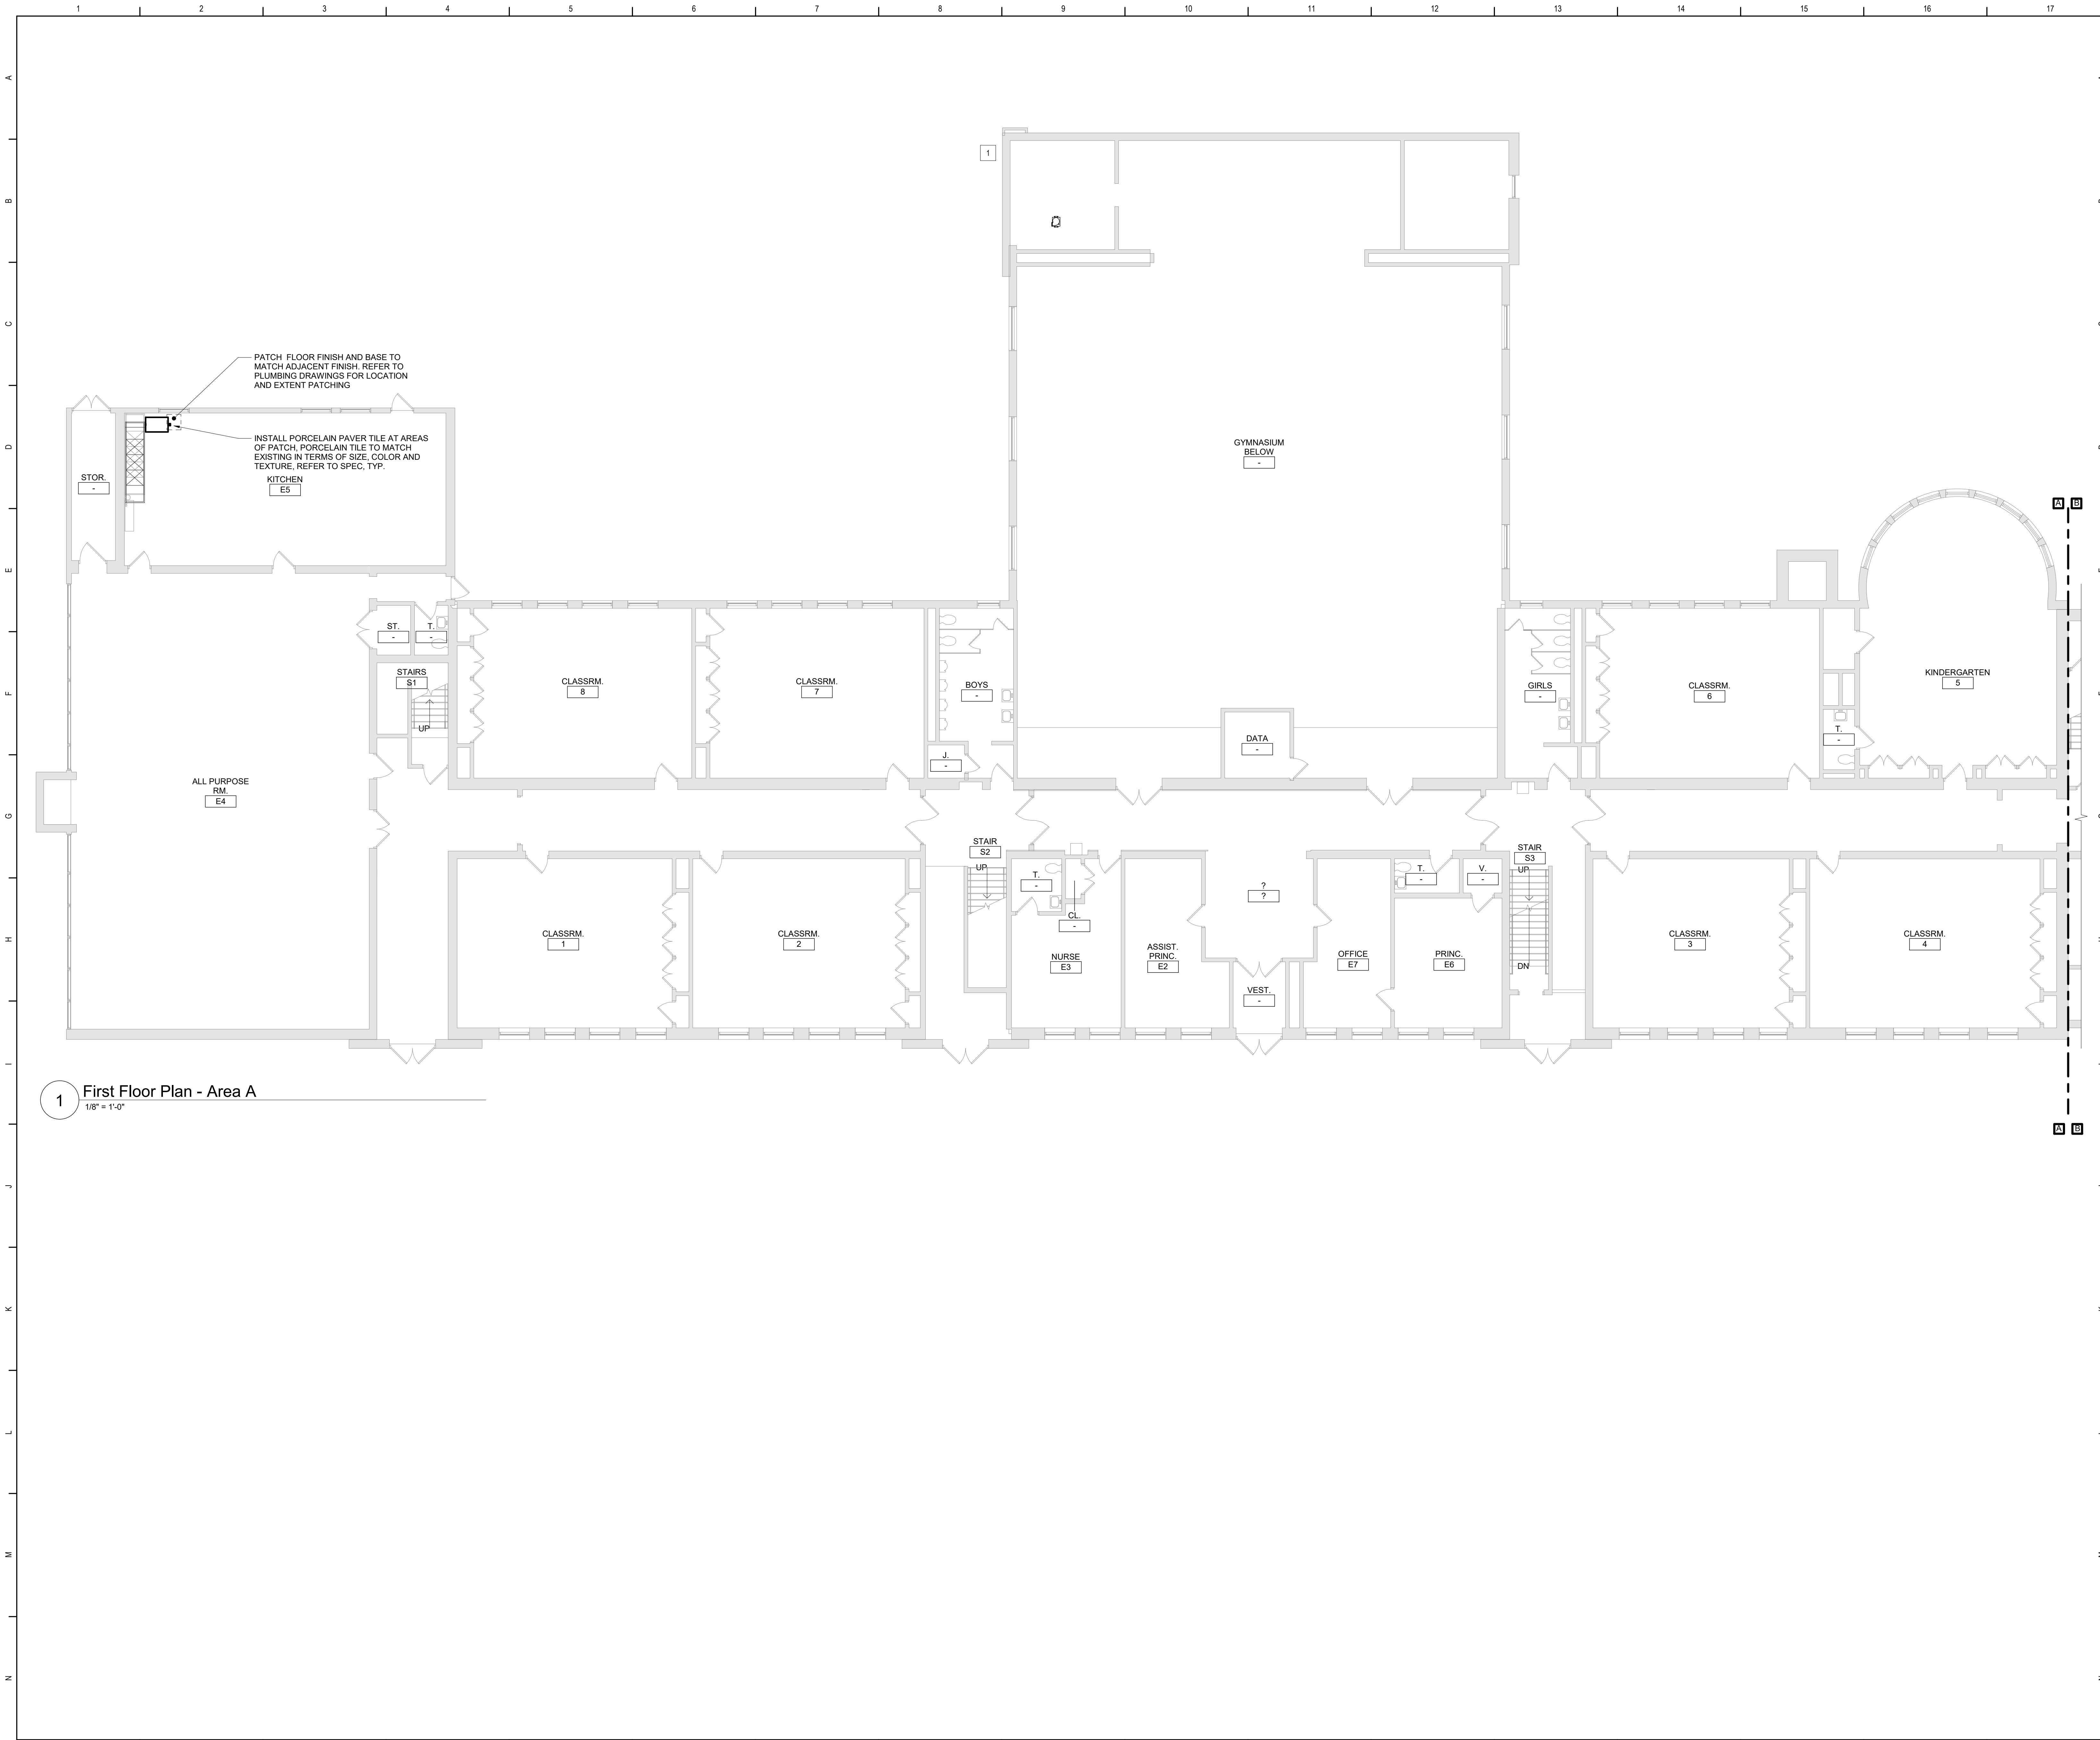 1 2 3 4 5 6 7 8 9 10 11 12 13 14 15 16 17
A
B
C
D
E
F
G
H
I
J
K
L
M
N
1
PATCH FLOOR FINISH AND BASE TO
MATCH ADJACENT FINISH. REFER TO
PLUMBING DRAWINGS FOR LOCATION
AND EXTENT PATCHING
INSTALL PORCELAIN PAVER TILE AT AREAS
OF PATCH, PORCELAIN TILE TO MATCH
EXISTING IN TERMS OF SIZE, COLOR AND
TEXTURE, REFER TO SPEC, TYP.
STOR.
-
KITCHEN
E5
GYMNASIUM
BELOW
-
A B
ST.
-
T.
-
STAIRS
S1
UP
CLASSRM.
8
CLASSRM.
7
BOYS
-
J.
-
DATA
-
GIRLS
-
CLASSRM.
6
KINDERGARTEN
5
T.
-
ALL PURPOSE
RM.
E4
STAIR
S2
UP
STAIR
S3
UP
DN
T.
-
CL.
-
NURSE
E3
ASSIST.
PRINC.
E2
?
?
VEST.
-
OFFICE
E7
T.
-
V.
-
PRINC.
E6
CLASSRM.
1
CLASSRM.
2
CLASSRM.
3
CLASSRM.
4
1
First Floor Plan - Area A
1/8" = 1'-0"
A B